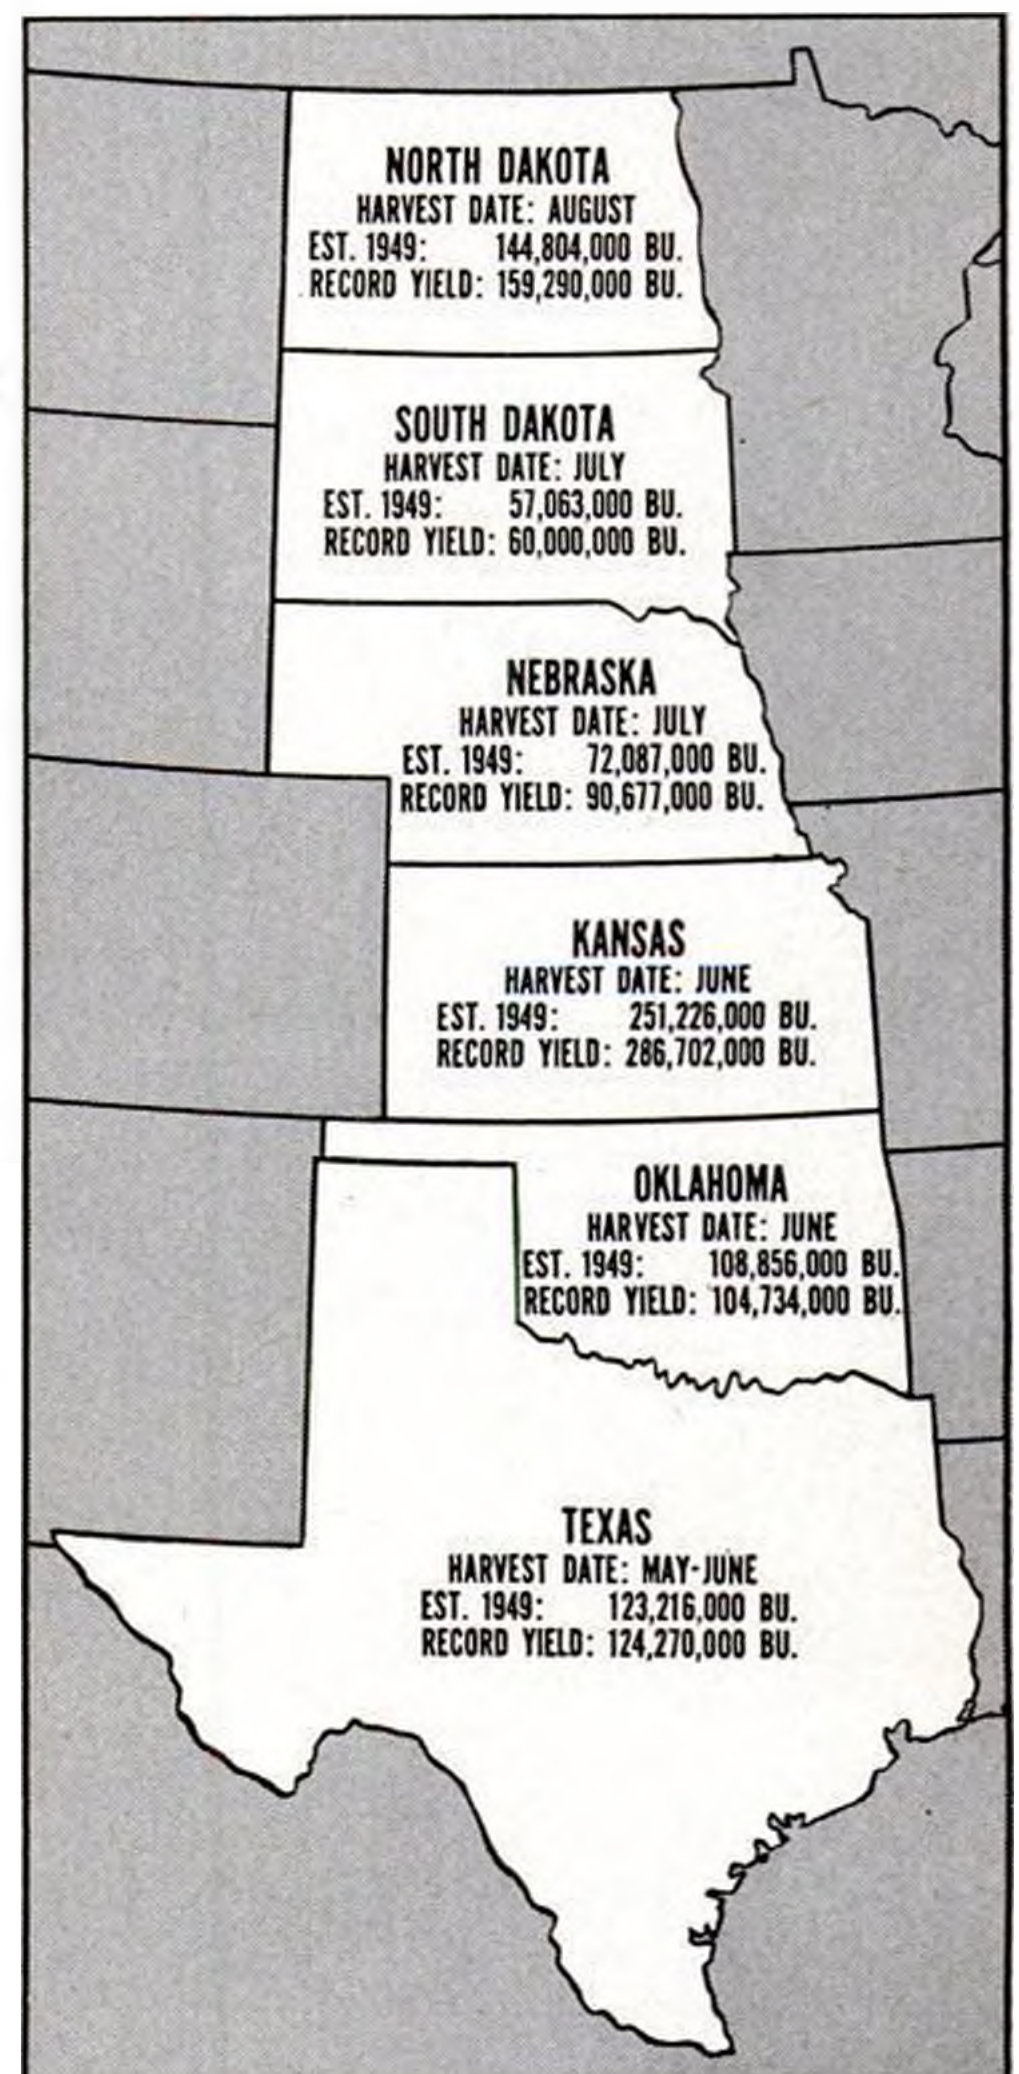 NORTH DAKOTA
HARVEST DATE: AUGUST
EST. 1949: 144,804,000 BU.
RECORD YIELD: 159,290,000 BU.
SOUTH DAKOTA
HARVEST DATE: JULY
EST. 1949: 57,063,000 BU.
RECORD YIELD: 60,000,000 BU.
NEBRASKA
HARVEST DATE: JULY
EST. 1949: 72,087,000 BU.
RECORD YIELD: 90,677,000 BU.
KANSAS
HARVEST DATE: JUNE
EST. 1949: 251,226,000 BU.
RECORD YIELD: 286,702,000 BU.
OKLAHOMA
HARVEST DATE: JUNE
EST. 1949: 108,856,000 BU.
RECORD YIELD: 104,734,000 BU.
TEXAS
HARVEST DATE: MAY-JUNE
EST. 1949: 123,216,000 BU.
RECORD YIELD: 124,270,000 BU.